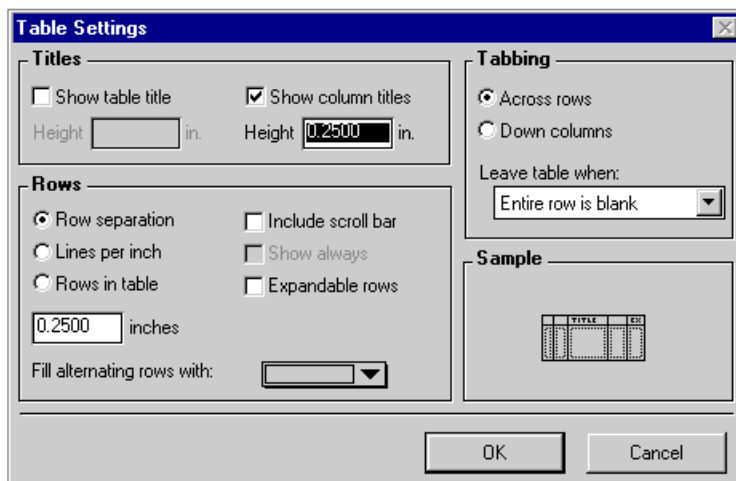 Table Settings
Titles
Show table title
Show column titles
Height in.
Height 0.2500 in.
Rows
Row separation
Include scroll bar
Lines per inch
Show always
Rows in table
Expandable rows
0.2500 inches
Fill alternating rows with:
Tabbing
Across rows
Down columns
Leave table when:
Entire row is blank
Sample
TITLE EX
OK
Cancel